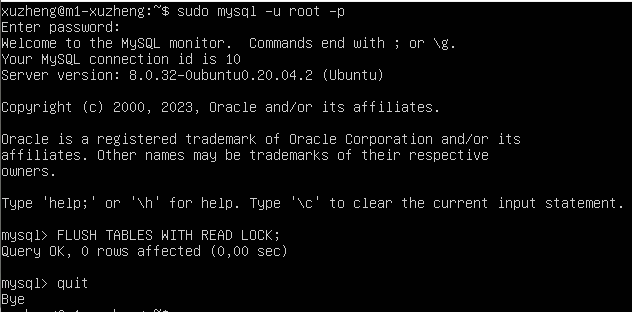 xuzheng@m1-xuzheng:~$ sudo mysql -u root -p
Enter password:
Welcome to the MySQL monitor.  Commands end with ; or \g.
Your MySQL connection id is 10
Server version: 8.0.32-0ubuntu0.20.04.2 (Ubuntu)

Copyright (c) 2000, 2023, Oracle and/or its affiliates.

Oracle is a registered trademark of Oracle Corporation and/or its
affiliates. Other names may be trademarks of their respective
owners.

Type 'help;' or '\h' for help. Type '\c' to clear the current input statement.

mysql> FLUSH TABLES WITH READ LOCK;
Query OK, 0 rows affected (0,00 sec)

mysql> quit
Bye